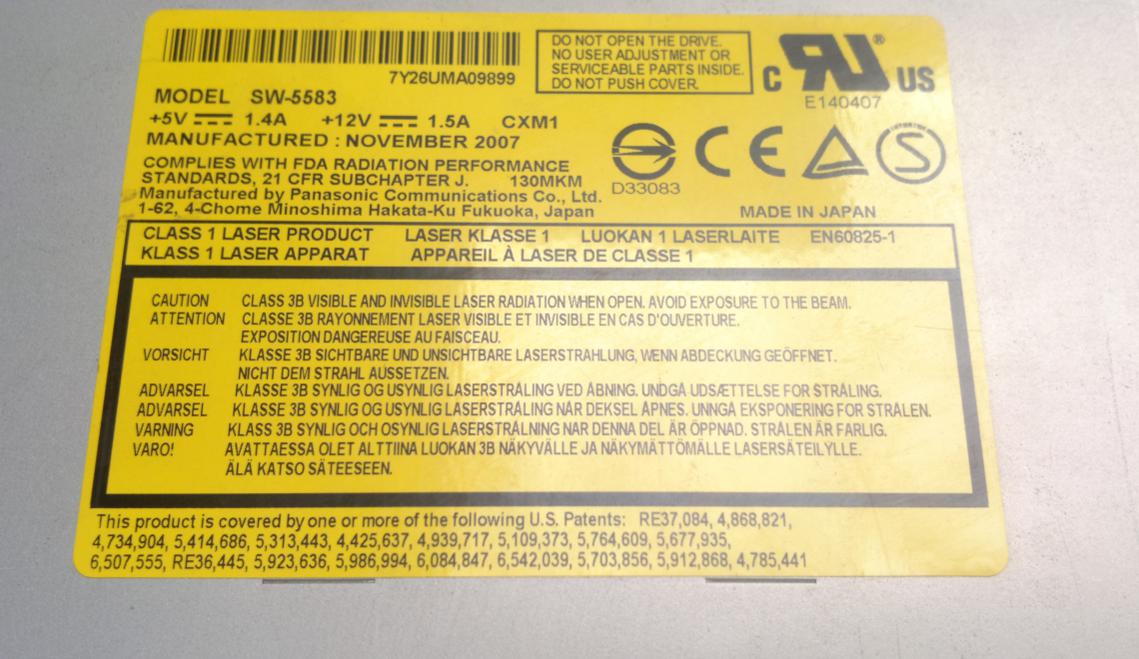 7Y26UMA09899
DO NOT OPEN THE DRIVE.
NO USER ADJUSTMENT OR
SERVICEABLE PARTS INSIDE.
DO NOT PUSH COVER.
C US
®
E140407
MODEL SW-5583
+5V 1.4A +12V 1.5A CXM1
MANUFACTURED : NOVEMBER 2007
COMPLIES WITH FDA RADIATION PERFORMANCE
STANDARDS, 21 CFR SUBCHAPTER J. 130MKM
Manufactured by Panasonic Communications Co., Ltd.
1-62, 4-Chome Minoshima Hakata-Ku Fukuoka, Japan
CE
S
D33083
MADE IN JAPAN
CLASS 1 LASER PRODUCT LASER KLASSE 1 LUOKAN 1 LASERLAITE EN60825-1
KLASS 1 LASER APPARAT APPAREIL À LASER DE CLASSE 1
CAUTION CLASS 3B VISIBLE AND INVISIBLE LASER RADIATION WHEN OPEN. AVOID EXPOSURE TO THE BEAM.
ATTENTION CLASSE 3B RAYONNEMENT LASER VISIBLE ET INVISIBLE EN CAS D'OUVERTURE.
EXPOSITION DANGEREUSE AU FAISCEAU.
VORSICHT KLASSE 3B SICHTBARE UND UNSICHTBARE LASERSTRAHLUNG, WENN ABDECKUNG GEÖFFNET.
NICHT DEM STRAHL AUSSETZEN.
ADVARSEL KLASSE 3B SYNLIG OG USYNLIG LASERSTRÅLING VED ÅBNING. UNDGÅ UDSÆTTELSE FOR STRÅLING.
ADVARSEL KLASSE 3B SYNLIG OG USYNLIG LASERSTRÅLING NÅR DEKSEL ÅPNES. UNNGÅ EKSPONERING FOR STRÅLEN.
VARNING KLASS 3B SYNLIG OCH OSYNLIG LASERSTRÅLNING NÄR DENNA DEL ÄR ÖPPNAD. STRÅLEN ÄR FARLIG.
VARO! AVATTAESSA OLET ALTTIINA LUOKAN 3B NÄKYVÄLLE JA NÄKYMÄTTÖMÄLLE LASERSÄTEILYLLE.
ÄLÄ KATSO SÄTEESEEN.
This product is covered by one or more of the following U.S. Patents: RE37,084, 4,868,821,
4,734,904, 5,414,686, 5,313,443, 4,425,637, 4,939,717, 5,109,373, 5,764,609, 5,677,935,
6,507,555, RE36,445, 5,923,636, 5,986,994, 6,084,847, 6,542,039, 5,703,856, 5,912,868, 4,785,441